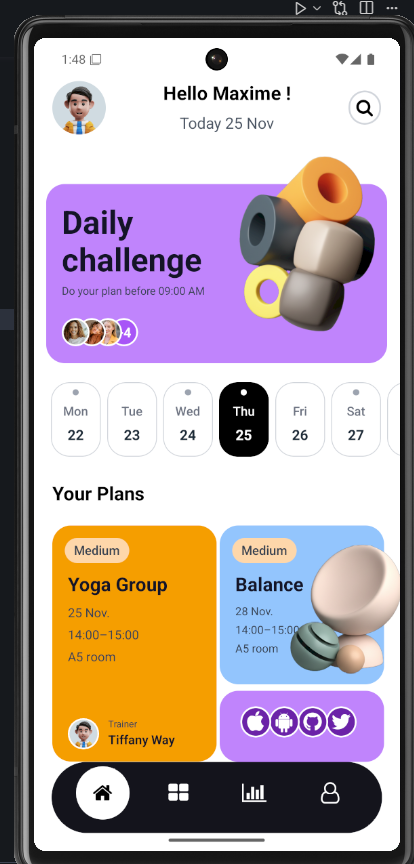 1:48
Hello Maxime !
Today 25 Nov
Daily
challenge
Do your plan before 09:00 AM
+4
Mon Tue Wed Thu Fri Sat
22 23 24 25 26 27
Your Plans
Medium
Yoga Group
25 Nov.
14:00–15:00
A5 room
Trainer
Tiffany Way
Medium
Balance
28 Nov.
14:00–15:00
A5 room